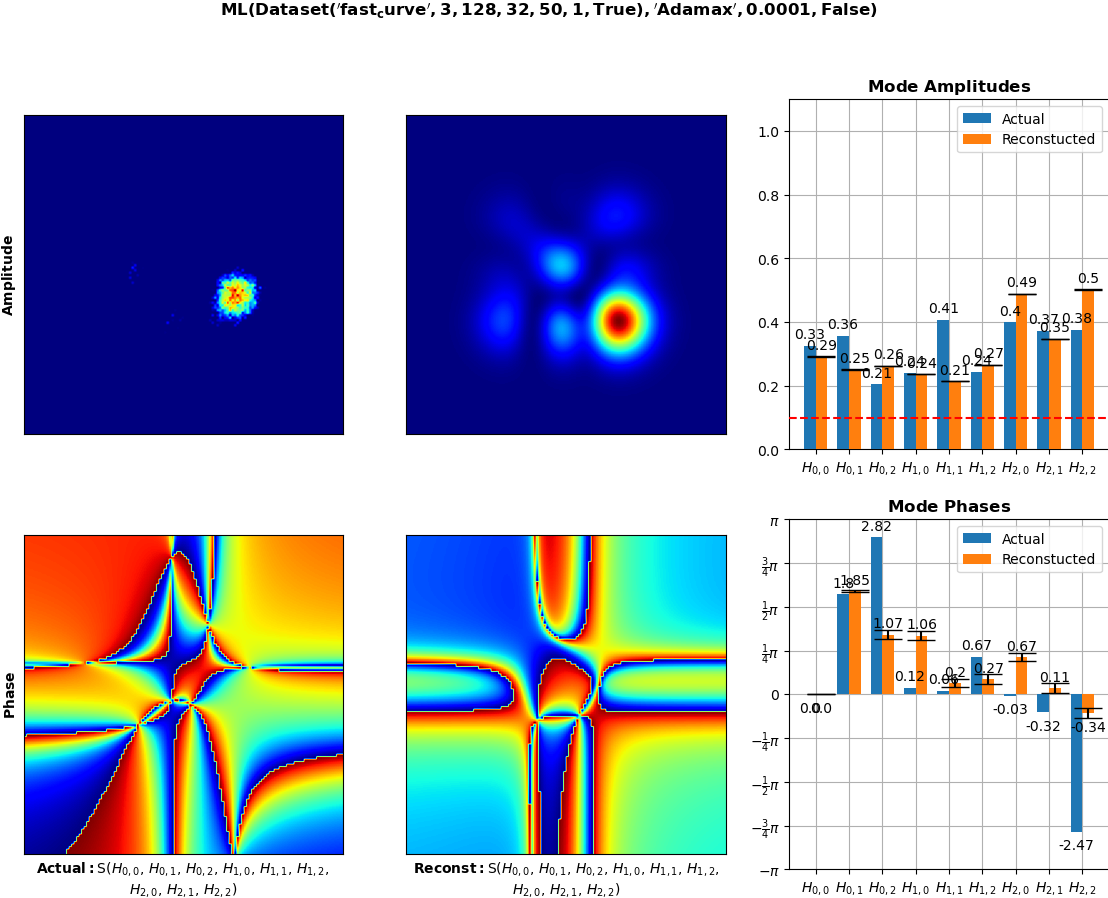 ML(Dataset('fast_curve', 3, 128, 32, 50, 1, True), 'Adamax', 0.0001, False)
Amplitude
Mode Amplitudes
Actual
Reconstucted
1.0
0.8
0.6
0.4
0.2
0.0
0.33 0.36 0.21 0.24 0.41 0.24 0.4 0.37 0.38
0.29 0.25 0.26 0.24 0.21 0.27 0.49 0.35 0.5
H0,0 H0,1 H0,2 H1,0 H1,1 H1,2 H2,0 H2,1 H2,2
Phase
Actual:S(H0,0, H0,1, H0,2, H1,0, H1,1, H1,2,
H2,0, H2,1, H2,2)
Reconst:S(H0,0, H0,1, H0,2, H1,0, H1,1, H1,2,
H2,0, H2,1, H2,2)
Mode Phases
Actual
Reconstucted
π
3/4π
1/2π
1/4π
0
−1/4π
−1/2π
−3/4π
−π
0.0 1.8 2.82 0.12 0.67 -0.03 -0.32 -2.47
0.0 1.85 1.07 1.06 0.2 0.27 0.67 0.11 -0.34
H0,0 H0,1 H0,2 H1,0 H1,1 H1,2 H2,0 H2,1 H2,2